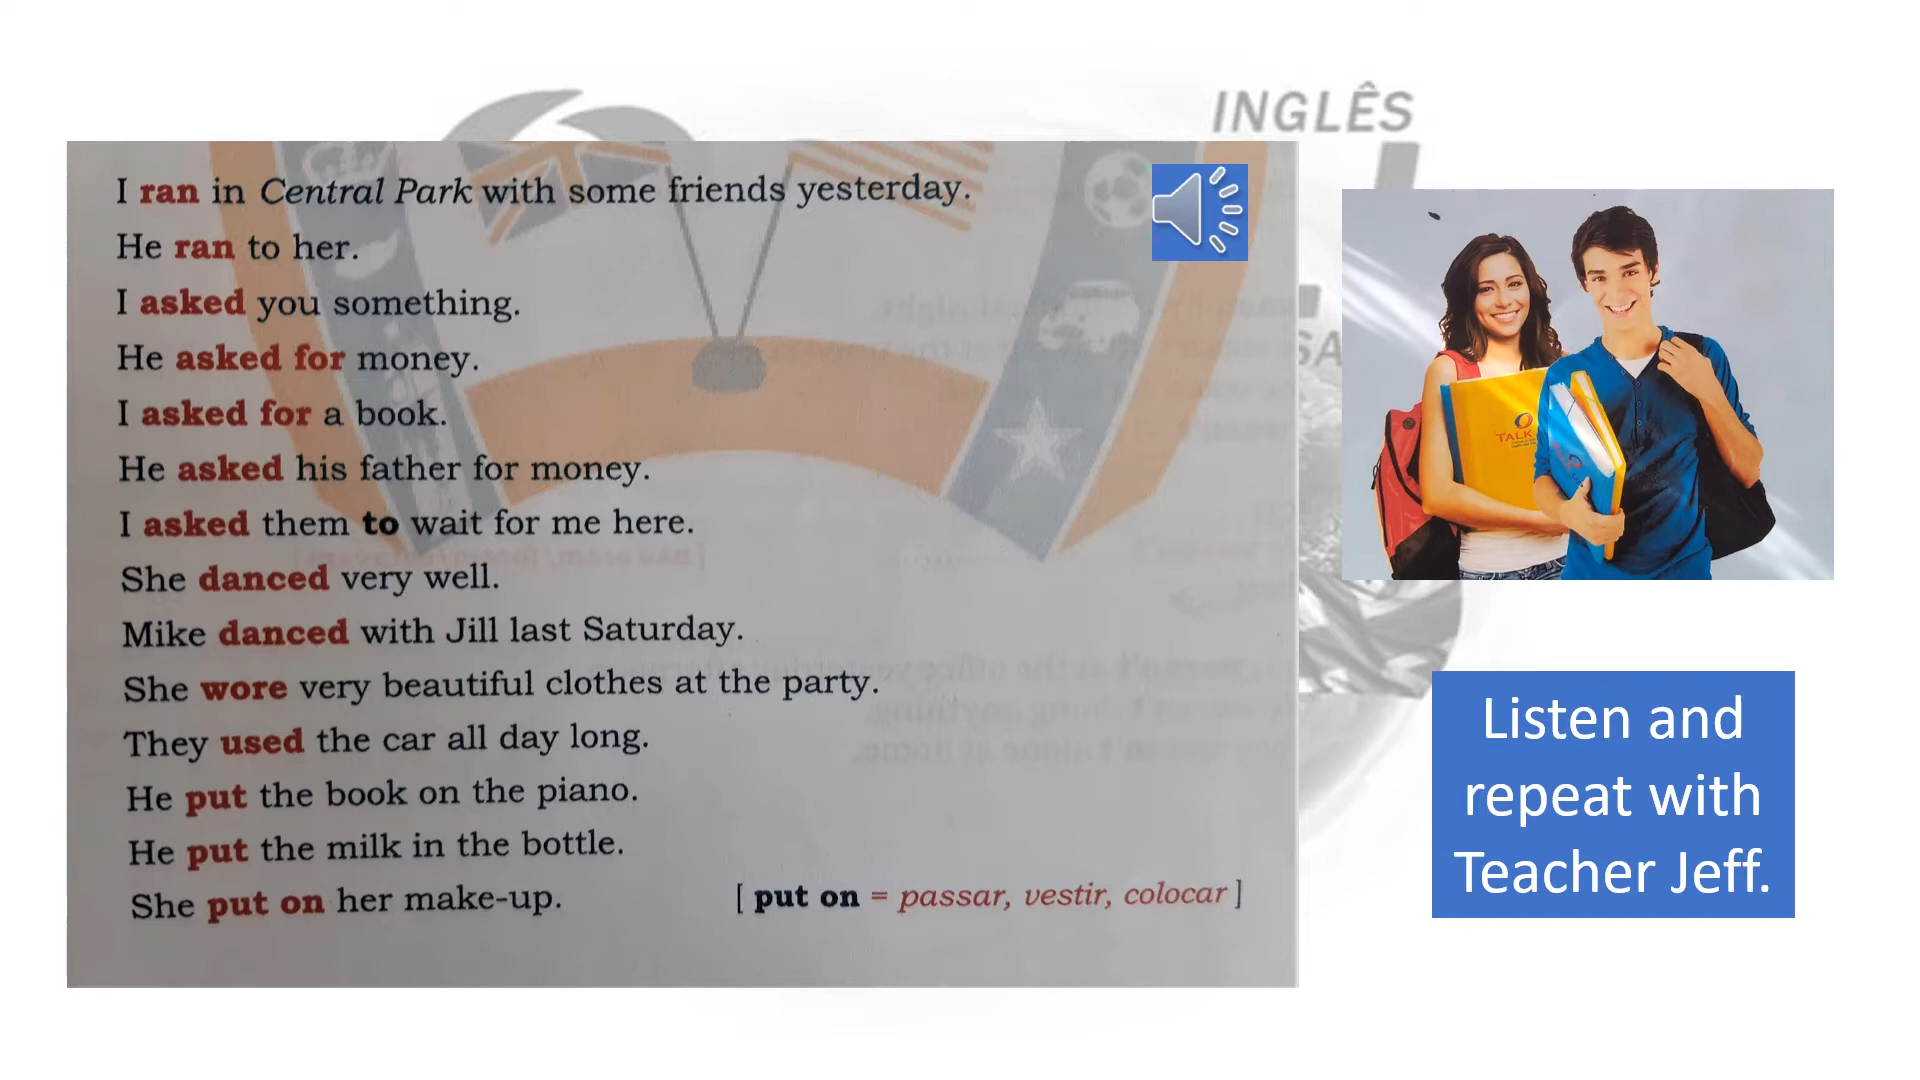 INGLÊS
I ran in Central Park with some friends yesterday.
He ran to her.
I asked you something.
He asked for money.
I asked for a book.
He asked his father for money.
I asked them to wait for me here.
She danced very well.
Mike danced with Jill last Saturday.
She wore very beautiful clothes at the party.
They used the car all day long.
He put the book on the piano.
He put the milk in the bottle.
She put on her make-up.
[ put on = passar, vestir, colocar ]
TALK
Listen and
repeat with
Teacher Jeff.